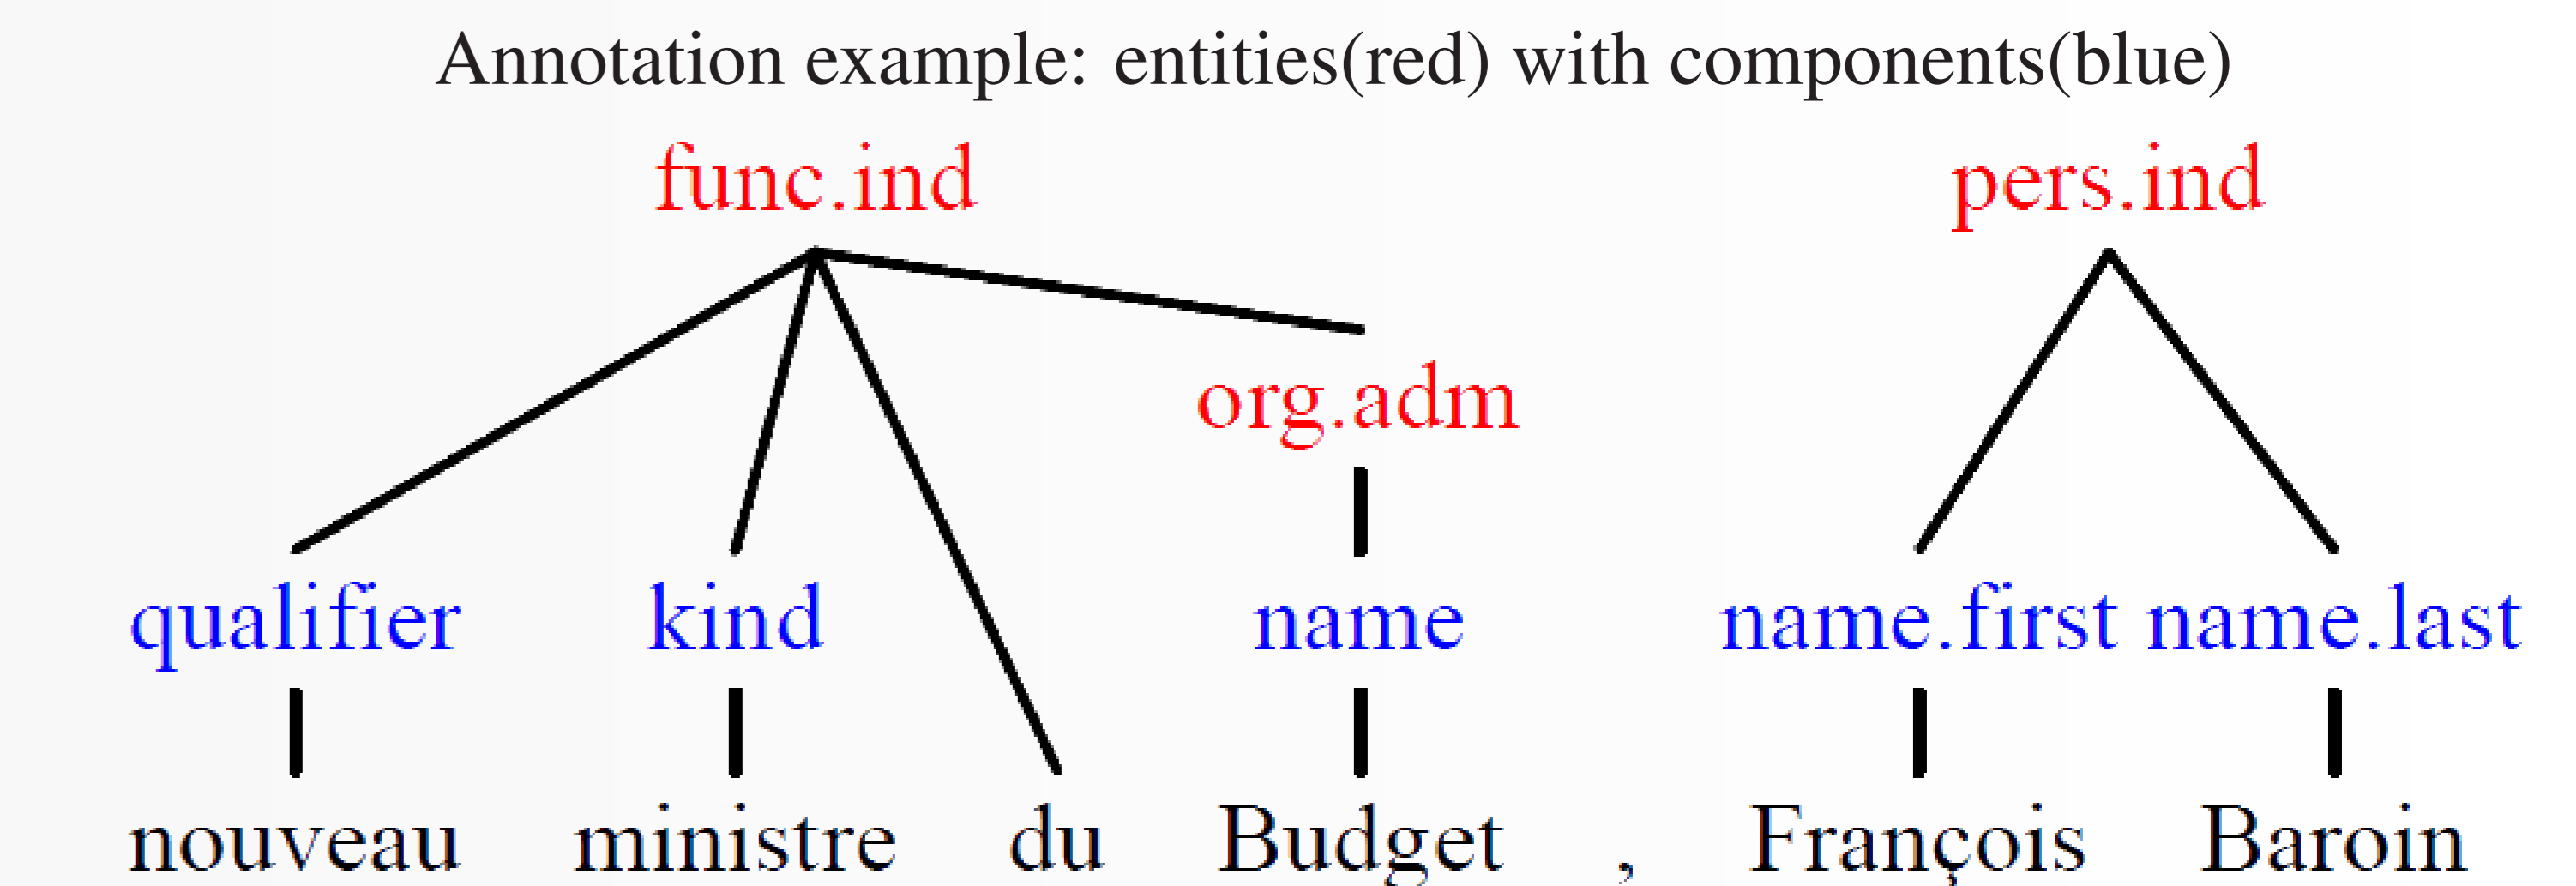 Annotation example: entities(red) with components(blue)
func.ind pers.ind
org.adm
qualifier kind name name.first name.last
nouveau ministre du Budget , François Baroin